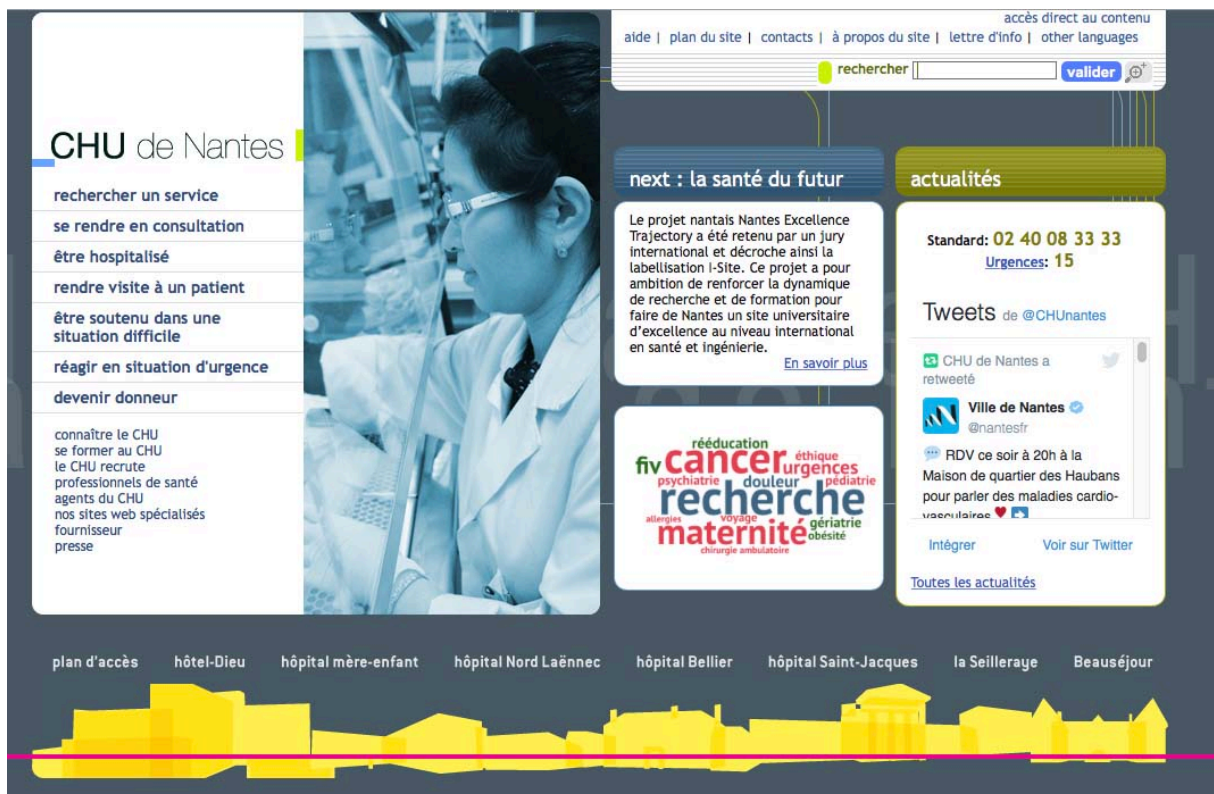 accès direct au contenu
aide | plan du site | contacts | à propos du site | lettre d'info | other languages
rechercher valider
CHU de Nantes
rechercher un service
se rendre en consultation
être hospitalisé
rendre visite à un patient
être soutenu dans une
situation difficile
réagir en situation d'urgence
devenir donneur
connaître le CHU
se former au CHU
le CHU recrute
professionnels de santé
agents du CHU
nos sites web spécialisés
fournisseur
presse
next : la santé du futur
Le projet nantais Nantes Excellence
Trajectory a été retenu par un jury
international et décroche ainsi la
labellisation I-Site. Ce projet a pour
ambition de renforcer la dynamique
de recherche et de formation pour
faire de Nantes un site universitaire
d'excellence au niveau international
en santé et ingénierie.
En savoir plus
rééducation
fiv cancer éthique
urgences
psychiatrie douleur pédiatrie
recherche
allergies voyage gériatrie
maternité obésité
chirurgie ambulatoire
actualités
Standard: 02 40 08 33 33
Urgences: 15
Tweets de @CHUnantes
CHU de Nantes a
retweeté
Ville de Nantes
@nantesfr
RDV ce soir à 20h à la
Maison de quartier des Haubans
pour parler des maladies cardio-
vasculaires
Intégrer Voir sur Twitter
Toutes les actualités
plan d'accès hôtel-Dieu hôpital mère-enfant hôpital Nord Laënnec hôpital Bellier hôpital Saint-Jacques la Seilleraye Beauséjour